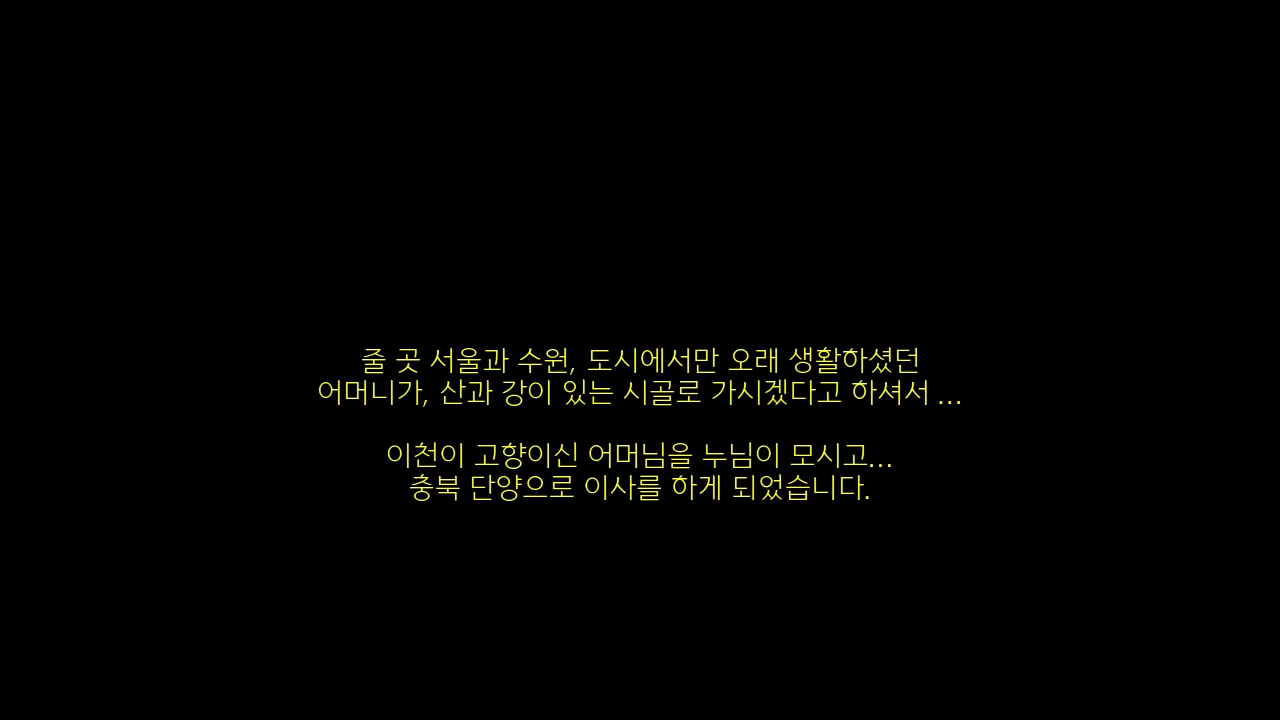 줄 곳 서울과 수원, 도시에서만 오래 생활하셨던
어머니가, 산과 강이 있는 시골로 가시겠다고 하셔서 ...
이천이 고향이신 어머님을 누님이 모시고...
충북 단양으로 이사를 하게 되었습니다.